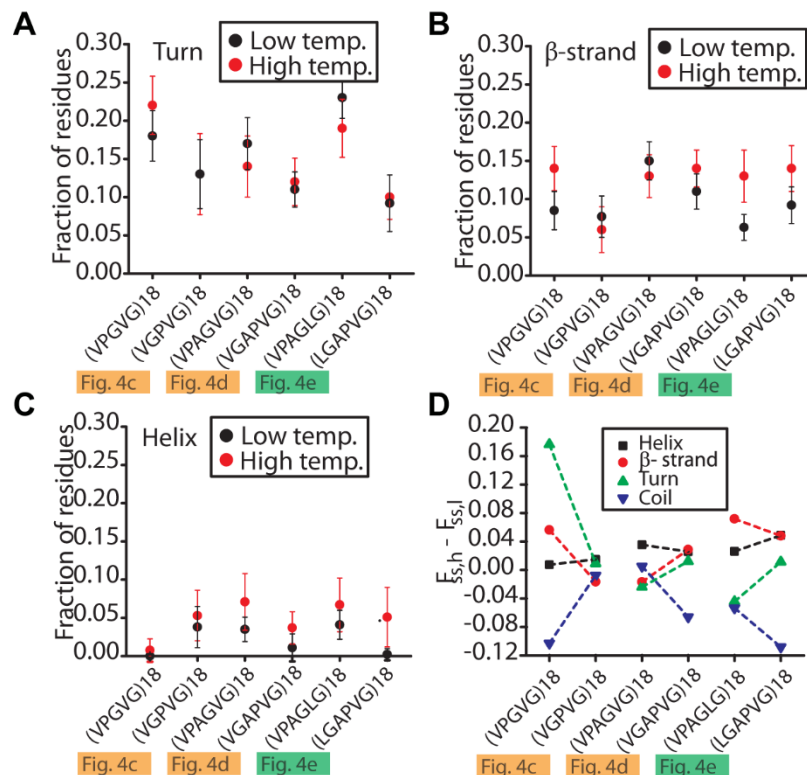 A
Turn
Low temp.
High temp.
Fraction of residues
0.30
0.25
0.20
0.15
0.10
0.05
0.00
(VPGVG)18
(VGPVG)18
(VPAGVG)18
(VGAPVG)18
(VPAGLG)18
(LGAPVG)18
Fig. 4c
Fig. 4d
Fig. 4e
B
β-strand
Low temp.
High temp.
Fraction of residues
0.30
0.25
0.20
0.15
0.10
0.05
0.00
(VPGVG)18
(VGPVG)18
(VPAGVG)18
(VGAPVG)18
(VPAGLG)18
(LGAPVG)18
Fig. 4c
Fig. 4d
Fig. 4e
C
Helix
Low temp.
High temp.
Fraction of residues
0.30
0.25
0.20
0.15
0.10
0.05
0.00
(VPGVG)18
(VGPVG)18
(VPAGVG)18
(VGAPVG)18
(VPAGLG)18
(LGAPVG)18
Fig. 4c
Fig. 4d
Fig. 4e
D
Helix
β- strand
Turn
Coil
Fss,h - Fss,l
0.20
0.16
0.12
0.08
0.04
0.00
-0.04
-0.08
-0.12
(VPGVG)18
(VGPVG)18
(VPAGVG)18
(VGAPVG)18
(VPAGLG)18
(LGAPVG)18
Fig. 4c
Fig. 4d
Fig. 4e